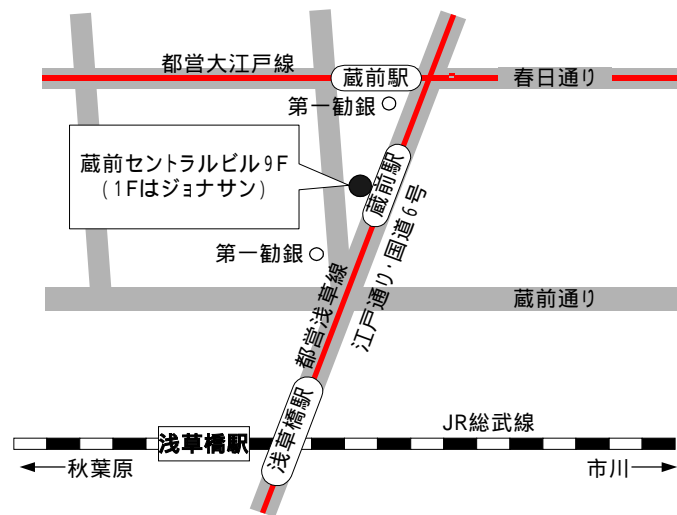 都営大江戸線
蔵前駅
春日通り
第一勧銀
蔵前セントラルビル9F
(1Fはジョナサン)
蔵前駅
江戸通り・国道6号
第一勧銀
都営浅草線
蔵前通り
浅草橋駅
JR総武線
浅草橋駅
秋葉原
市川